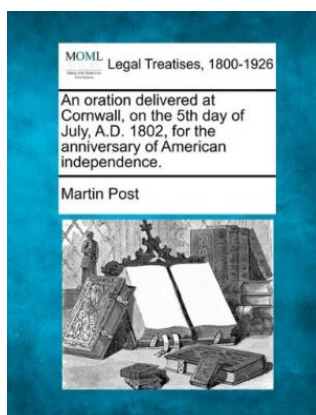 MOML Legal Treatises, 1800-1926
An oration delivered at
Cornwall, on the 5th day of
July, A.D. 1802, for the
anniversary of American
independence.
Martin Post